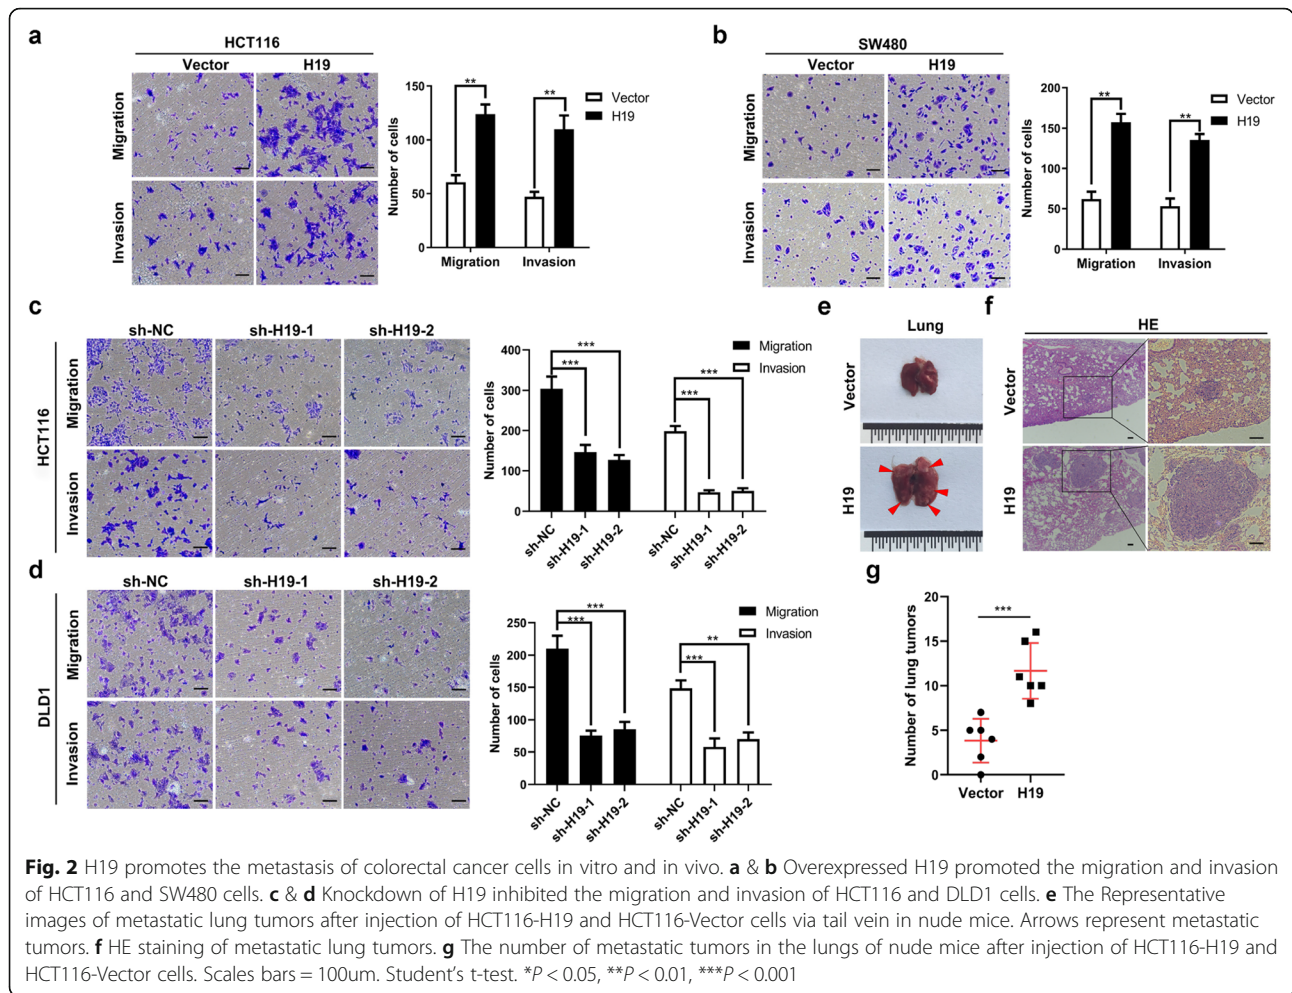 a
HCT116
Vector H19
Migration
Invasion
Number of cells
150
100
50
0
**
**
Vector
H19
Migration Invasion
b
SW480
Vector H19
Migration
Invasion
Number of cells
200
150
100
50
0
**
**
Vector
H19
Migration Invasion
c
sh-NC sh-H19-1 sh-H19-2
HCT116
Migration
Invasion
Number of cells
400
300
200
100
0
***
***
***
***
Migration
Invasion
sh-NC sh-H19-1 sh-H19-2 sh-NC sh-H19-1 sh-H19-2
d
sh-NC sh-H19-1 sh-H19-2
DLD1
Migration
Invasion
Number of cells
250
200
150
100
50
0
***
***
**
***
Migration
Invasion
sh-NC sh-H19-1 sh-H19-2 sh-NC sh-H19-1 sh-H19-2
e
Lung
Vector
H19
f
HE
Vector
H19
g
Number of lung tumors
20
15
10
5
0
***
Vector H19
Fig. 2 H19 promotes the metastasis of colorectal cancer cells in vitro and in vivo. a & b Overexpressed H19 promoted the migration and invasion
of HCT116 and SW480 cells. c & d Knockdown of H19 inhibited the migration and invasion of HCT116 and DLD1 cells. e The Representative
images of metastatic lung tumors after injection of HCT116-H19 and HCT116-Vector cells via tail vein in nude mice. Arrows represent metastatic
tumors. f HE staining of metastatic lung tumors. g The number of metastatic tumors in the lungs of nude mice after injection of HCT116-H19 and
HCT116-Vector cells. Scales bars = 100um. Student's t-test. *P < 0.05, **P < 0.01, ***P < 0.001